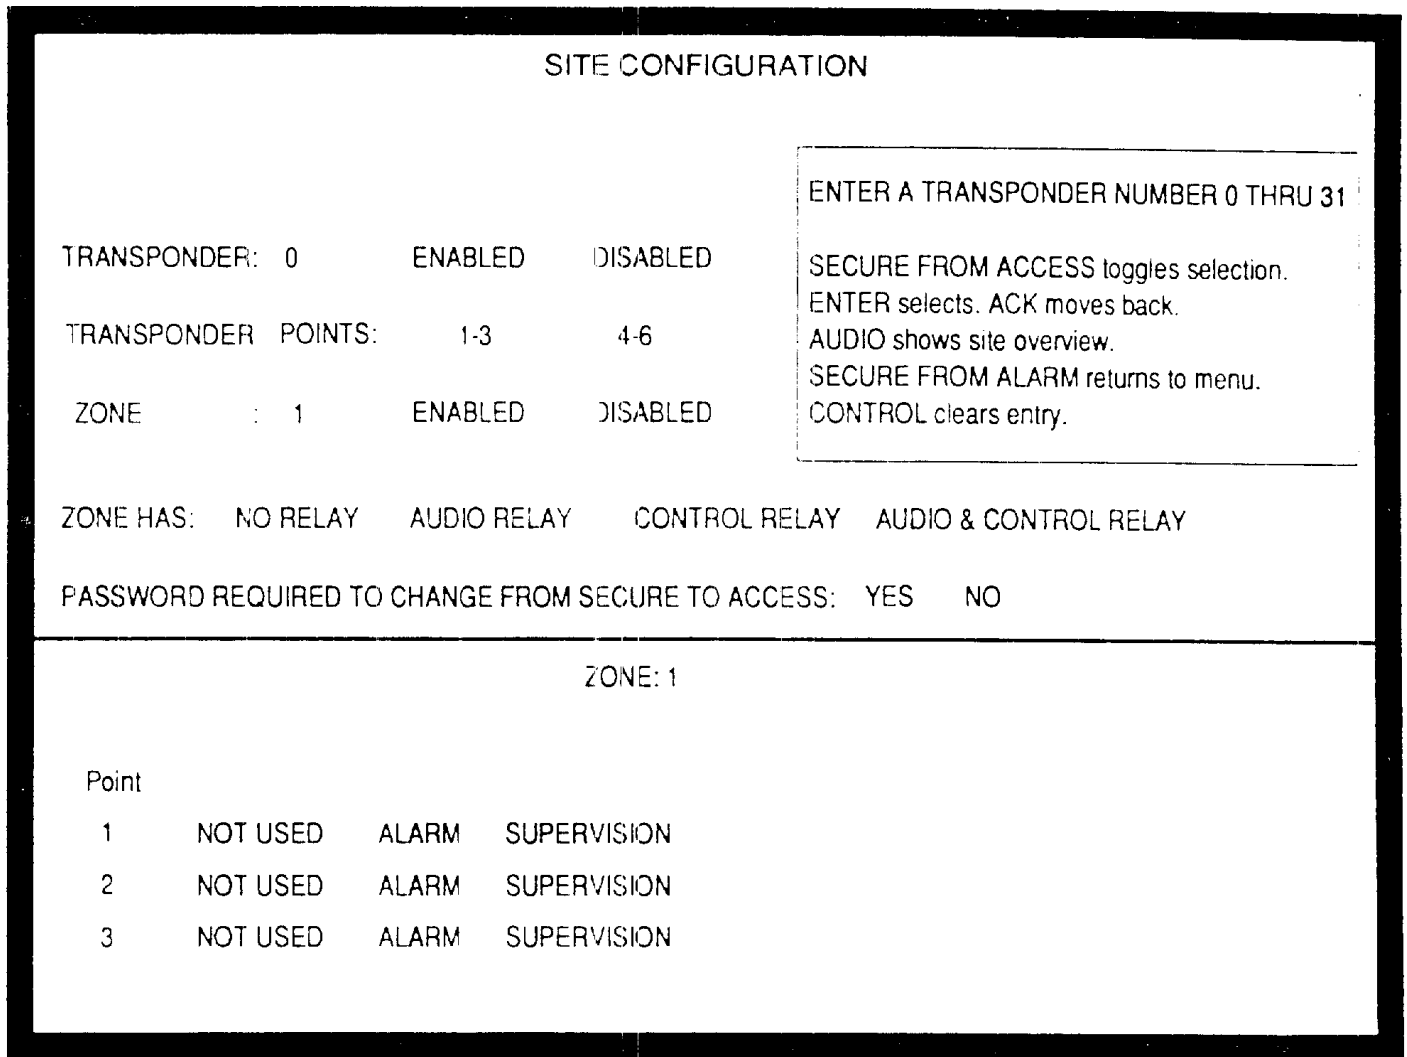 SITE CONFIGURATION
ENTER A TRANSPONDER NUMBER 0 THRU 31
TRANSPONDER: 0 ENABLED DISABLED
SECURE FROM ACCESS toggles selection.
ENTER selects. ACK moves back.
TRANSPONDER POINTS: 1-3 4-6
AUDIO shows site overview.
SECURE FROM ALARM returns to menu.
ZONE : 1 ENABLED DISABLED
CONTROL clears entry.
ZONE HAS: NO RELAY AUDIO RELAY CONTROL RELAY AUDIO & CONTROL RELAY
PASSWORD REQUIRED TO CHANGE FROM SECURE TO ACCESS: YES NO
ZONE: 1
Point
1 NOT USED ALARM SUPERVISION
2 NOT USED ALARM SUPERVISION
3 NOT USED ALARM SUPERVISION